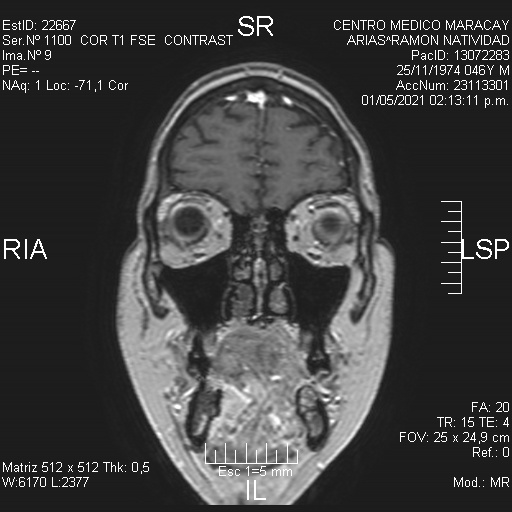 EstID: 22667
Ser.Nº 1100 COR T1 FSE CONTRAST
Ima.Nº 9
PE= --
NAq: 1 Loc: -71,1 Cor
SR
CENTRO MEDICO MARACAY
ARIAS^RAMON NATIVIDAD
PacID: 13072283
25/11/1974 046Y M
AccNum: 23113301
01/05/2021 02:13:11 p.m.
RIA
LSP
Matriz 512 x 512 Thk: 0,5
W:6170 L:2377
Esc 1=5 mm
IL
FA: 20
TR: 15 TE: 4
FOV: 25 x 24,9 cm
Ref.: 0
Mod.: MR